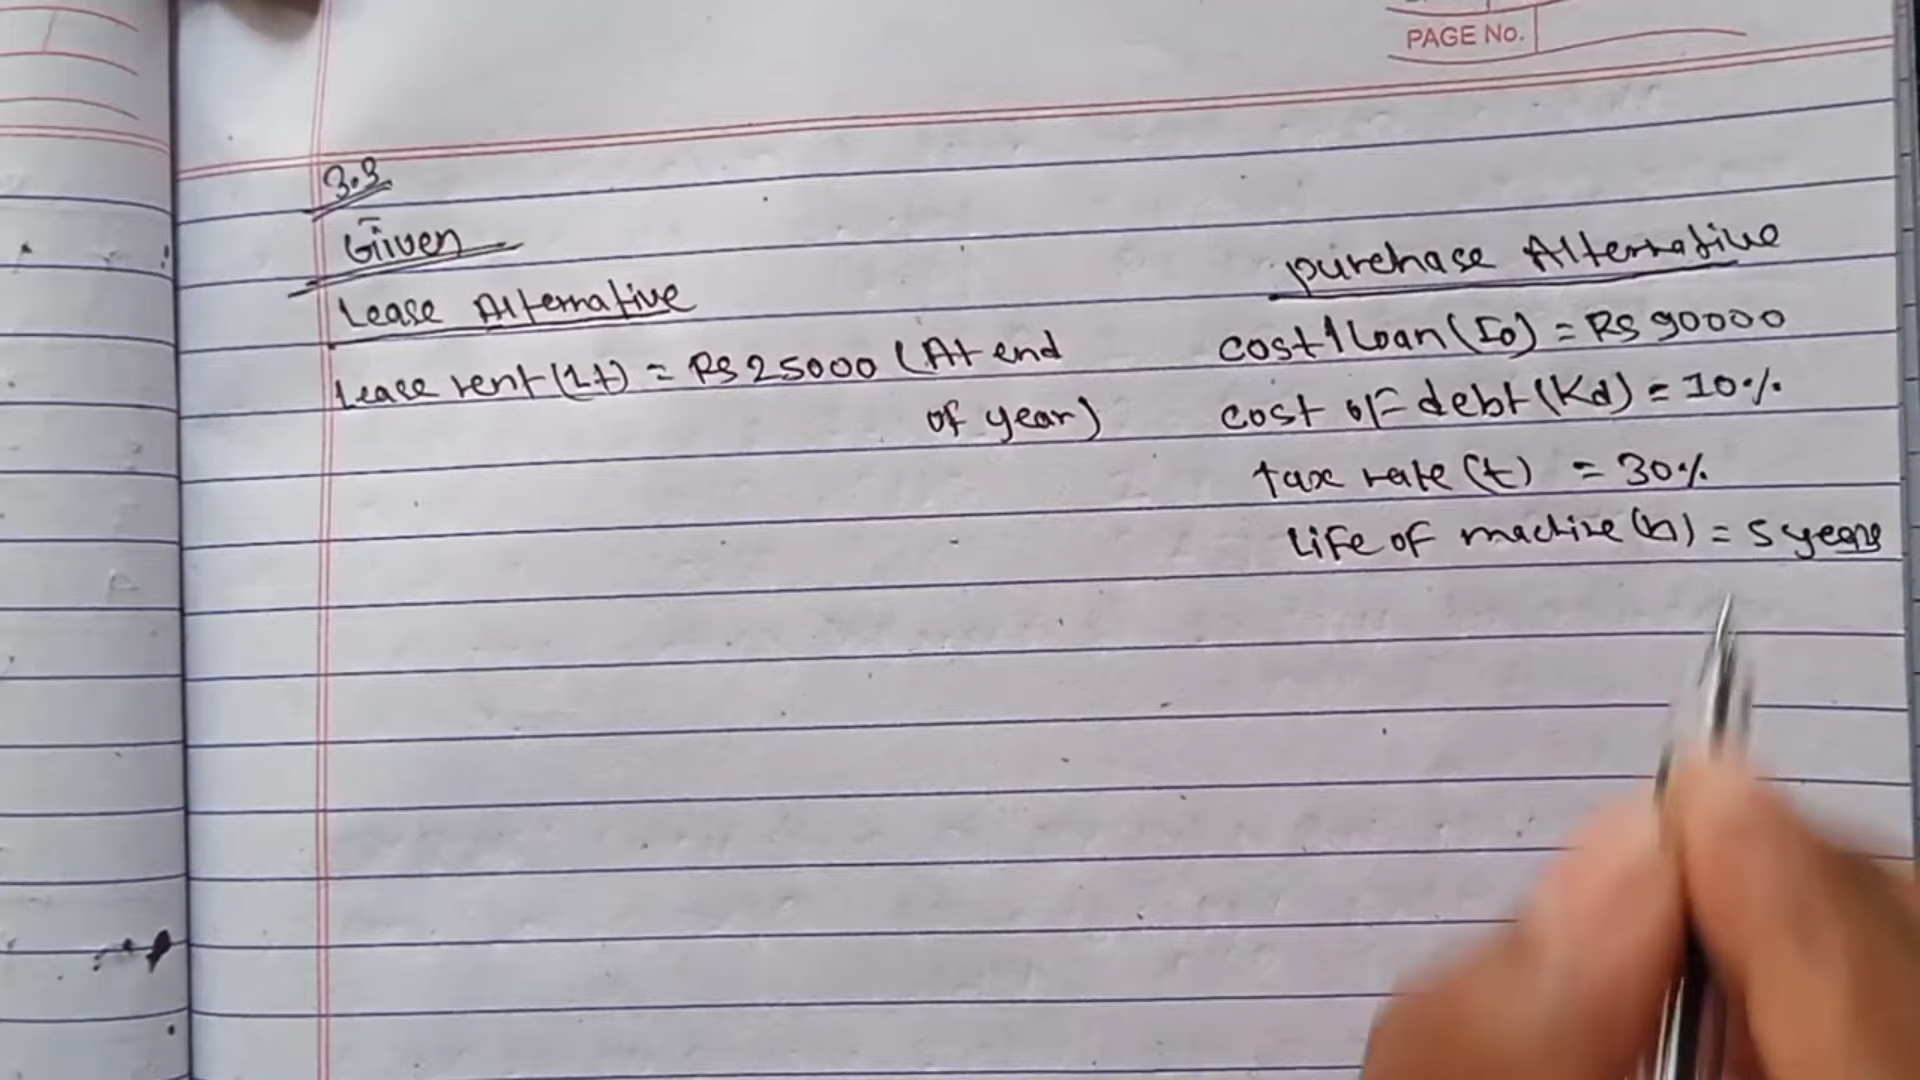 PAGE No.
3.3
Given
Lease Alternative
Lease rent (Lt) = Rs 25000 (At end
of year)
purchase Alternative
cost / Loan (I0) = Rs 90000
cost of debt (Kd) = 10%
tax rate (t) = 30%
Life of machine (n) = 5 years